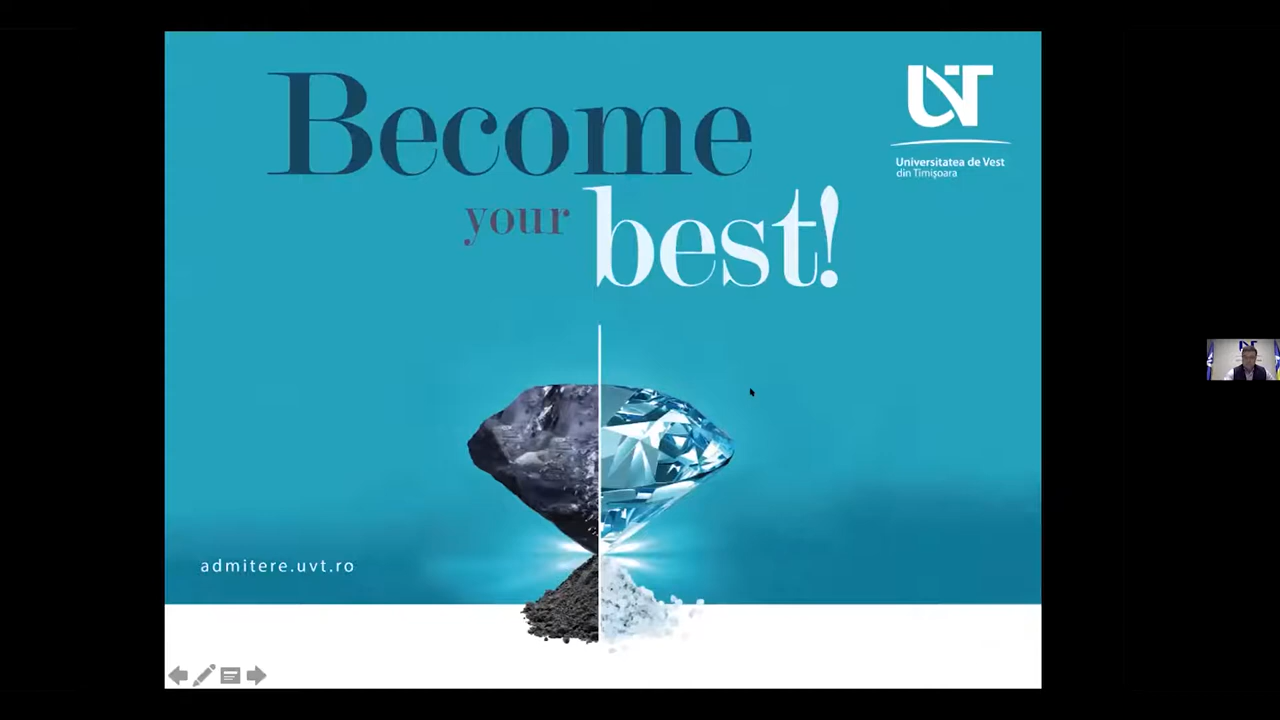 Become
your best!
UVT
Universitatea de Vest
din Timișoara
admitere.uvt.ro